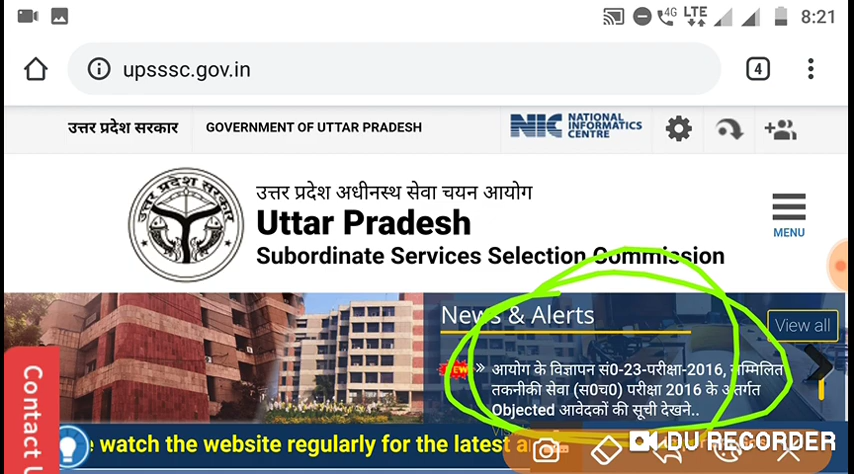 4G LTE 8:21
upsssc.gov.in 4
उत्तर प्रदेश सरकार GOVERNMENT OF UTTAR PRADESH NIC NATIONAL INFORMATICS CENTRE
उत्तर प्रदेश अधीनस्थ सेवा चयन आयोग
Uttar Pradesh
Subordinate Services Selection Commission
MENU
News & Alerts
View all
आयोग के विज्ञापन सं0-23-परीक्षा-2016, सम्मिलित
तकनीकी सेवा (स0च0) परीक्षा 2016 के अंतर्गत
Objected आवेदकों की सूची देखने..
Contact U
e watch the website regularly for the latest a
DU RECORDER